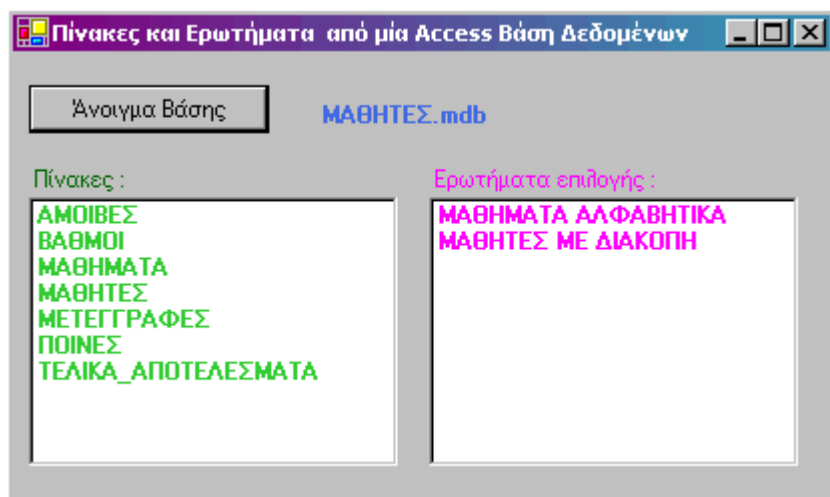 Πίνακες και Ερωτήματα από μία Access Βάση Δεδομένων
Άνοιγμα Βάσης
ΜΑΘΗΤΕΣ.mdb
Πίνακες :
ΑΜΟΙΒΕΣ
ΒΑΘΜΟΙ
ΜΑΘΗΜΑΤΑ
ΜΑΘΗΤΕΣ
ΜΕΤΕΓΓΡΑΦΕΣ
ΠΟΙΝΕΣ
ΤΕΛΙΚΑ_ΑΠΟΤΕΛΕΣΜΑΤΑ
Ερωτήματα επιλογής :
ΜΑΘΗΜΑΤΑ ΑΛΦΑΒΗΤΙΚΑ
ΜΑΘΗΤΕΣ ΜΕ ΔΙΑΚΟΠΗ